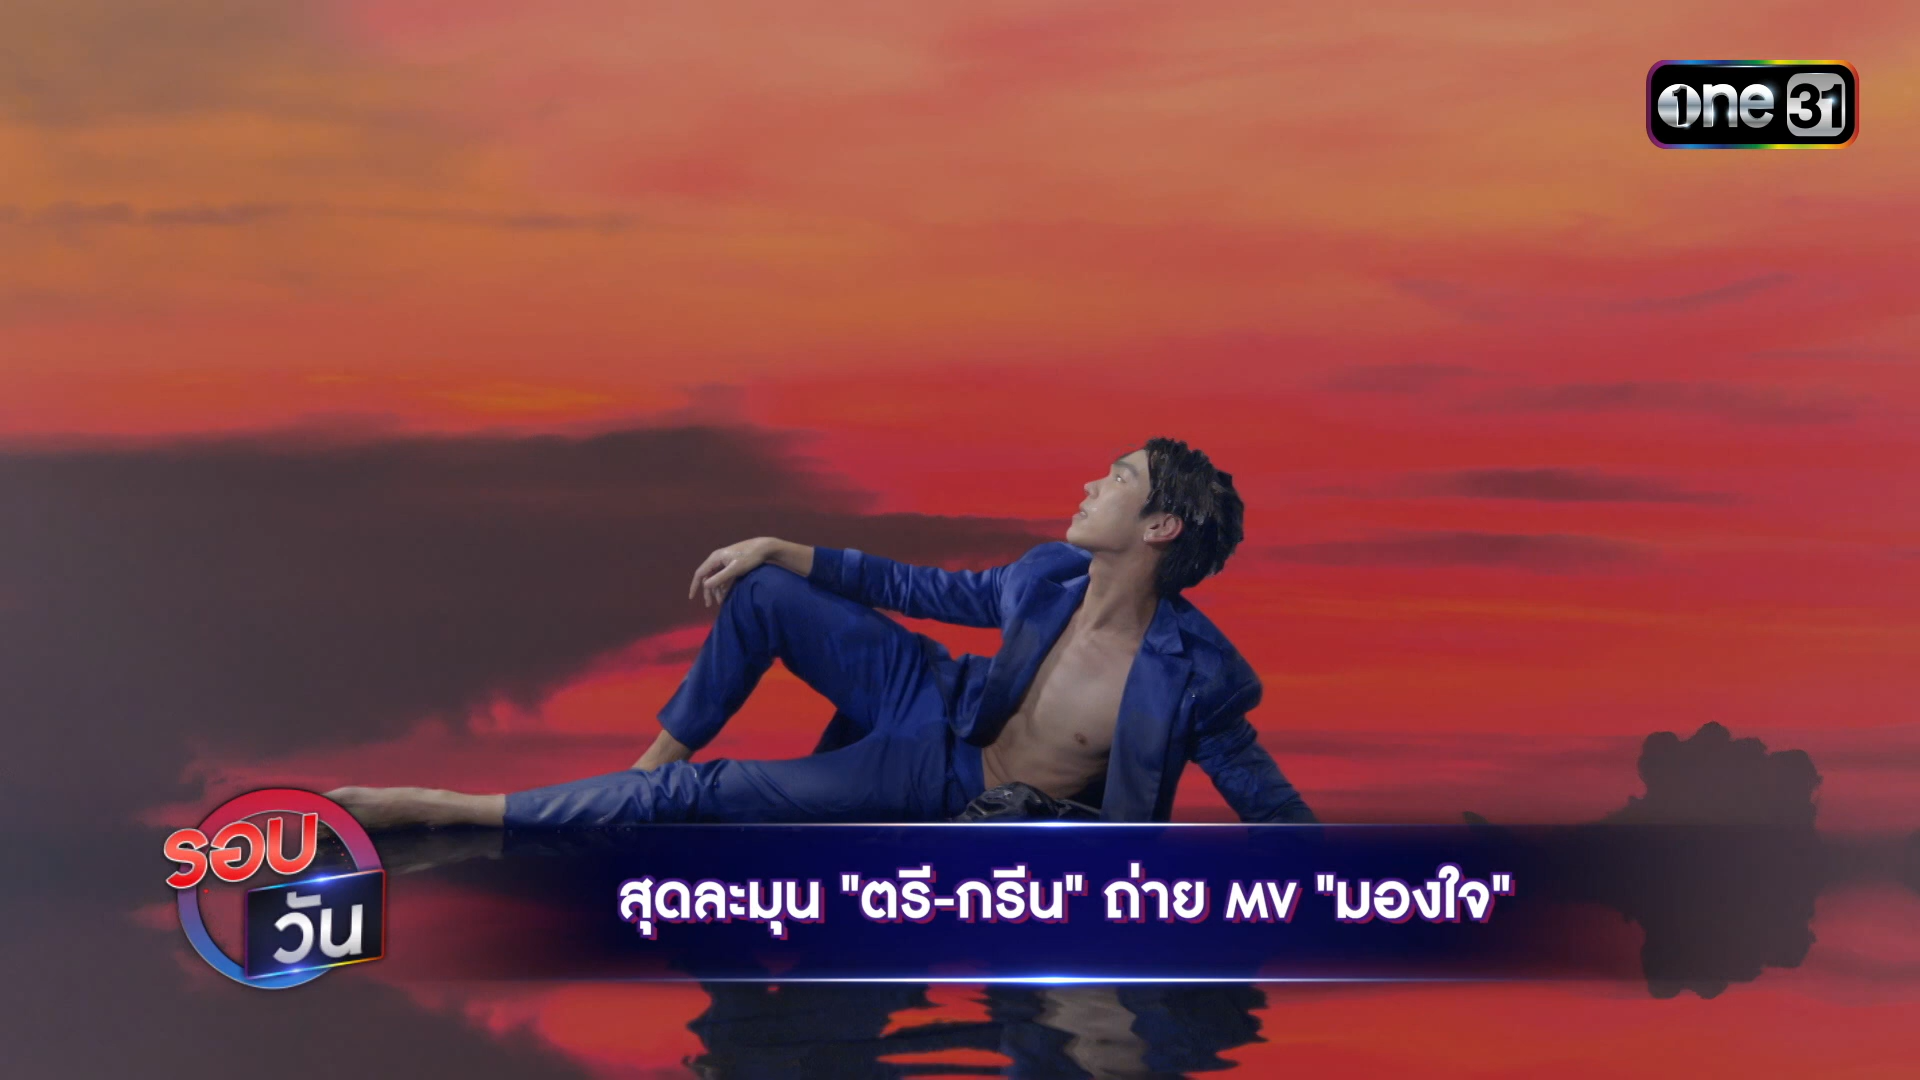 one 31
รอบ
วัน
สุดละมุน "ตรี-กรีน" ถ่าย MV "มองใจ"